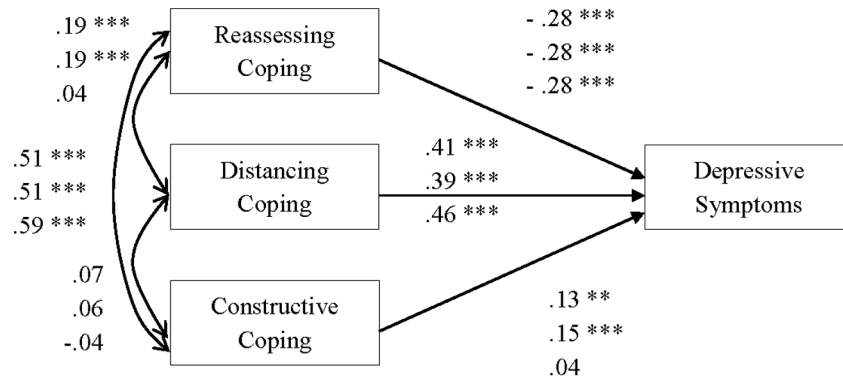 .19 ***
.19 ***
.04
Reassessing
Coping
- .28 ***
- .28 ***
- .28 ***
.51 ***
.51 ***
.59 ***
Distancing
Coping
.41 ***
.39 ***
.46 ***
Depressive
Symptoms
.07
.06
-.04
Constructive
Coping
.13 **
.15 ***
.04